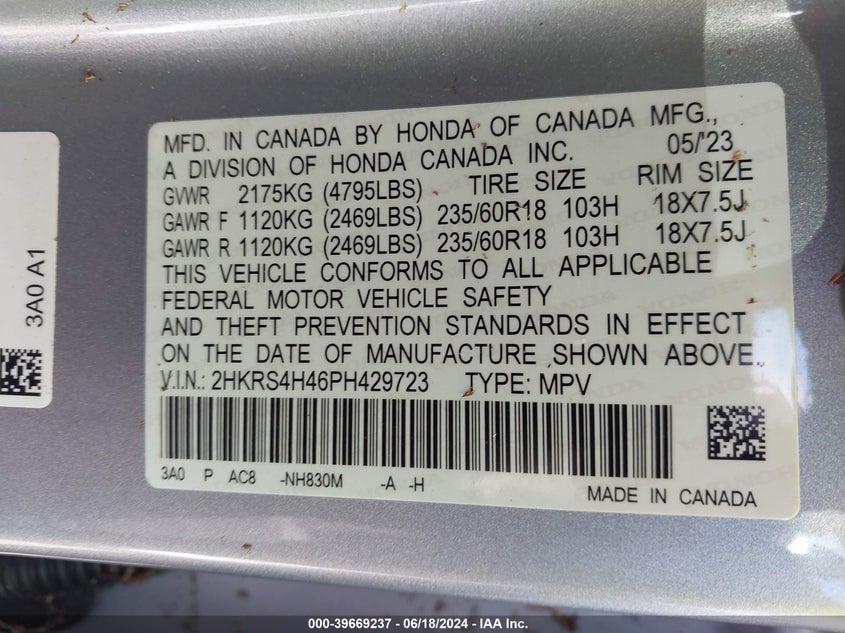 MFD. IN CANADA BY HONDA OF CANADA MFG.,
A DIVISION OF HONDA CANADA INC. 05/'23
GVWR 2175KG (4795LBS) TIRE SIZE RIM SIZE
GAWR F 1120KG (2469LBS) 235/60R18 103H 18X7.5J
GAWR R 1120KG (2469LBS) 235/60R18 103H 18X7.5J
THIS VEHICLE CONFORMS TO ALL APPLICABLE
FEDERAL MOTOR VEHICLE SAFETY
AND THEFT PREVENTION STANDARDS IN EFFECT
ON THE DATE OF MANUFACTURE SHOWN ABOVE.
V.I.N.: 2HKRS4H46PH429723 TYPE: MPV
3A0 P AC8 -NH830M -A -H
MADE IN CANADA
3A0 A1
000-39669237 - 06/18/2024 - IAA Inc.